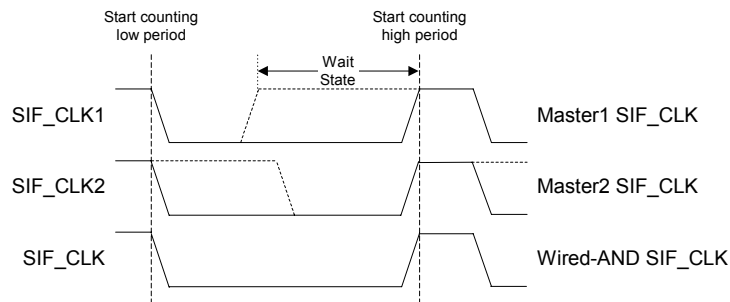 Start counting
low period
Start counting
high period
Wait
State
SIF_CLK1
Master1 SIF_CLK
SIF_CLK2
Master2 SIF_CLK
SIF_CLK
Wired-AND SIF_CLK